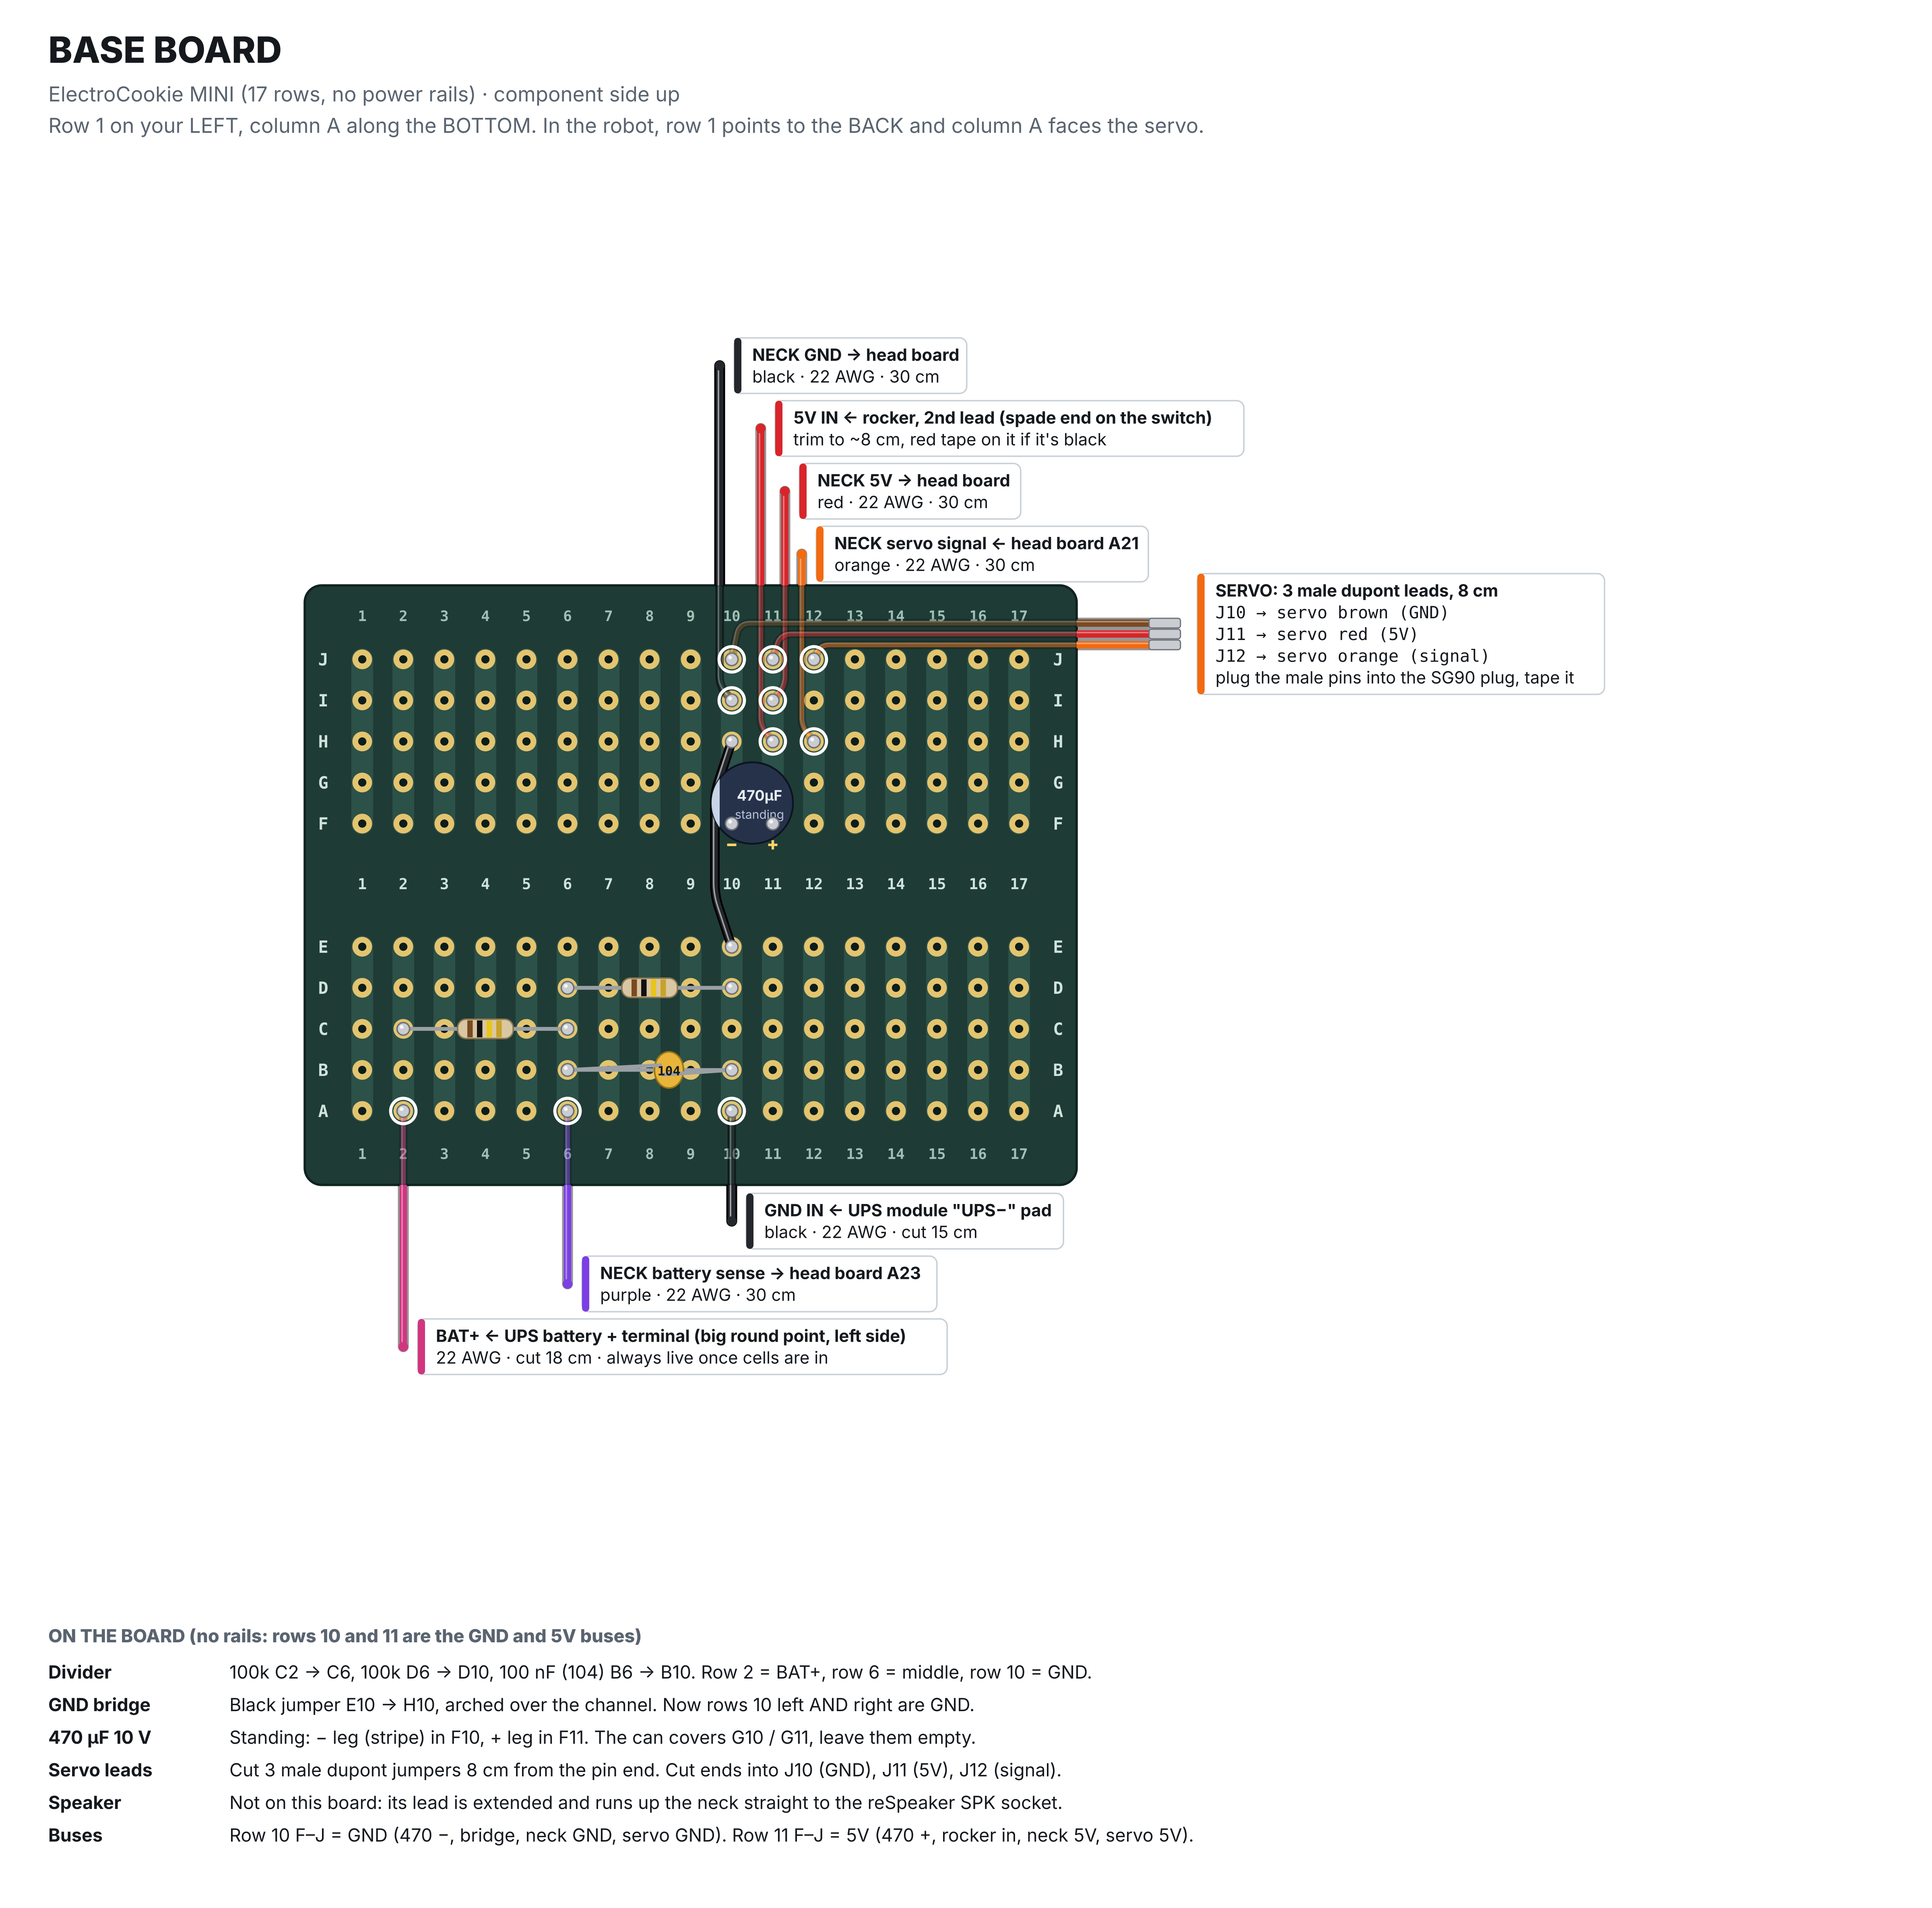 BASE BOARD
ElectroCookie MINI (17 rows, no power rails) · component side up
Row 1 on your LEFT, column A along the BOTTOM. In the robot, row 1 points to the BACK and column A faces the servo.
NECK GND → head board
black · 22 AWG · 30 cm
5V IN ← rocker, 2nd lead (spade end on the switch)
trim to ~8 cm, red tape on it if it's black
NECK 5V → head board
red · 22 AWG · 30 cm
NECK servo signal ← head board A21
orange · 22 AWG · 30 cm
SERVO: 3 male dupont leads, 8 cm
J10 → servo brown (GND)
J11 → servo red (5V)
J12 → servo orange (signal)
plug the male pins into the SG90 plug, tape it
1 2 3 4 5 6 7 8 9 10 11 12 13 14 15 16 17
J J
I I
H H
G G
470µF
standing
F F
− +
1 2 3 4 5 6 7 8 9 10 11 12 13 14 15 16 17
E E
D D
C C
B 104 B
A A
1 2 3 4 5 6 7 8 9 10 11 12 13 14 15 16 17
GND IN ← UPS module "UPS−" pad
black · 22 AWG · cut 15 cm
NECK battery sense → head board A23
purple · 22 AWG · 30 cm
BAT+ ← UPS battery + terminal (big round point, left side)
22 AWG · cut 18 cm · always live once cells are in
ON THE BOARD (no rails: rows 10 and 11 are the GND and 5V buses)
Divider 100k C2 → C6, 100k D6 → D10, 100 nF (104) B6 → B10. Row 2 = BAT+, row 6 = middle, row 10 = GND.
GND bridge Black jumper E10 → H10, arched over the channel. Now rows 10 left AND right are GND.
470 µF 10 V Standing: − leg (stripe) in F10, + leg in F11. The can covers G10 / G11, leave them empty.
Servo leads Cut 3 male dupont jumpers 8 cm from the pin end. Cut ends into J10 (GND), J11 (5V), J12 (signal).
Speaker Not on this board: its lead is extended and runs up the neck straight to the reSpeaker SPK socket.
Buses Row 10 F–J = GND (470 −, bridge, neck GND, servo GND). Row 11 F–J = 5V (470 +, rocker in, neck 5V, servo 5V).